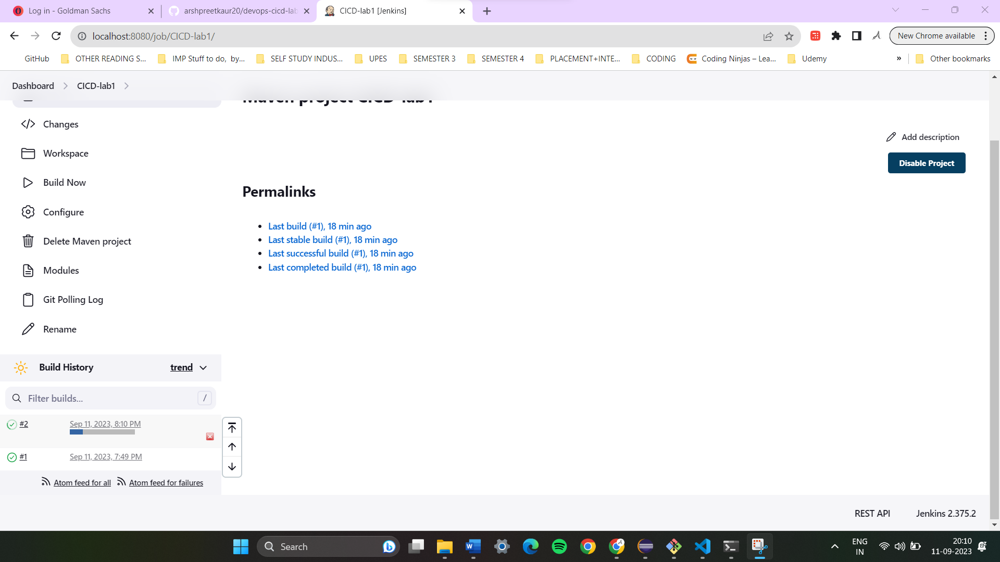 Log in - Goldman Sachs
arshpreetkaur20/devops-cicd-lab
CICD-lab1 [Jenkins]
localhost:8080/job/CICD-lab1/
New Chrome available
GitHub
OTHER READING S...
IMP Stuff to do, by...
SELF STUDY INDUS...
UPES
SEMESTER 3
SEMESTER 4
PLACEMENT+INTE...
CODING
Coding Ninjas – Lea...
Udemy
»
Other bookmarks
Dashboard
CICD-lab1
Maven project CICD-lab1
Changes
Workspace
Build Now
Configure
Delete Maven project
Modules
Git Polling Log
Rename
Add description
Disable Project
Permalinks
Last build (#1), 18 min ago
Last stable build (#1), 18 min ago
Last successful build (#1), 18 min ago
Last completed build (#1), 18 min ago
Build History
trend
Filter builds...
/
#2
Sep 11, 2023, 8:10 PM
#1
Sep 11, 2023, 7:49 PM
Atom feed for all
Atom feed for failures
REST API
Jenkins 2.375.2
Search
ENG
IN
20:10
11-09-2023